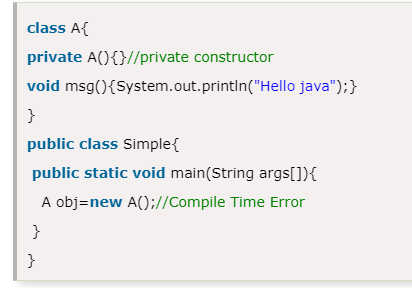 class A{
private A(){}//private constructor
void msg(){System.out.println("Hello java");}
}
public class Simple{
 public static void main(String args[]){
   A obj=new A();//Compile Time Error
 }
}